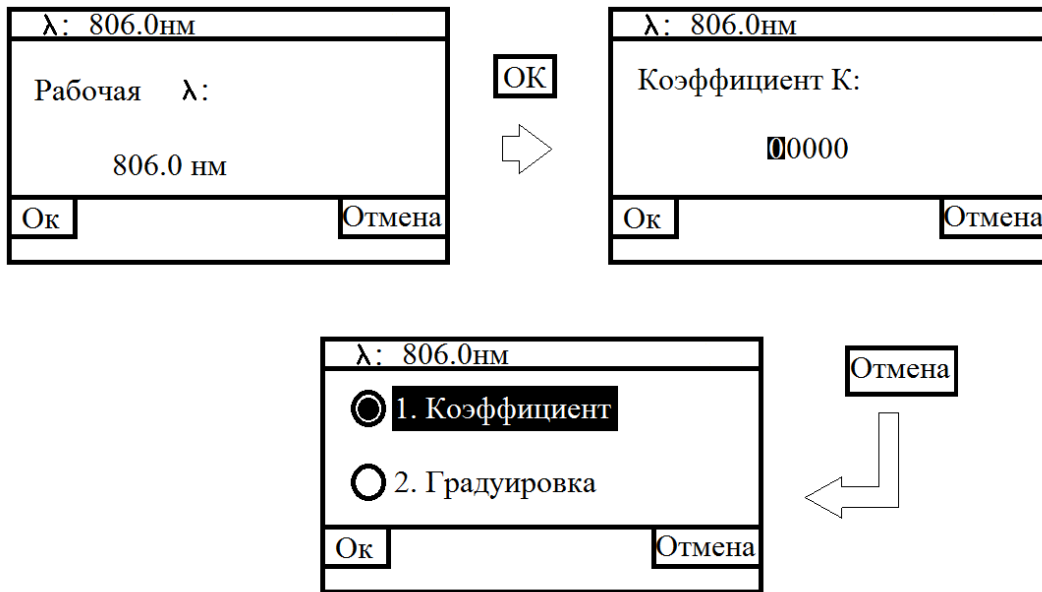 λ: 806.0нм
Рабочая λ:
806.0 нм
Ок
Отмена
ОК
λ: 806.0нм
Коэффициент К:
00000
Ок
Отмена
λ: 806.0нм
1. Коэффициент
2. Градуировка
Ок
Отмена
Отмена